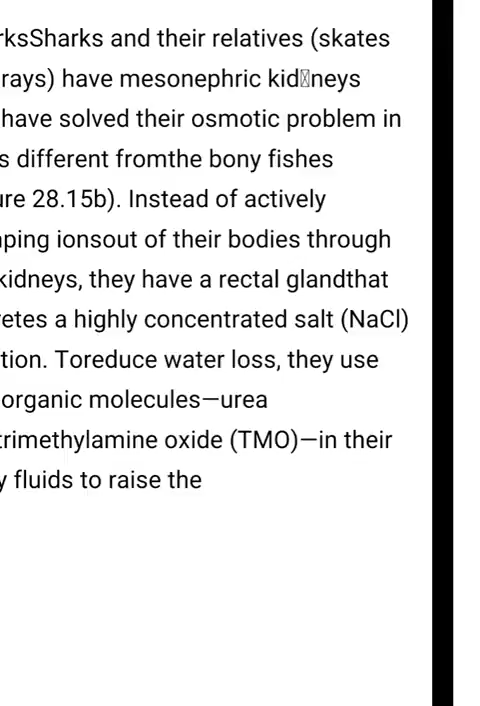 rksSharks and their relatives (skates
rays) have mesonephric kid▯neys
have solved their osmotic problem in
s different fromthe bony fishes
ure 28.15b). Instead of actively
ping ionsout of their bodies through
kidneys, they have a rectal glandthat
retes a highly concentrated salt (NaCl)
tion. Toreduce water loss, they use
organic molecules—urea
trimethylamine oxide (TMO)—in their
y fluids to raise the